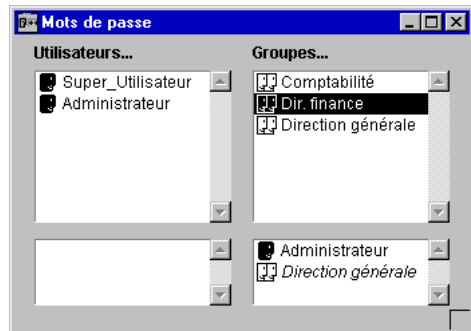 Mots de passe
Utilisateurs...
Groupes...
Super_Utilisateur
Administrateur
Comptabilité
Dir. finance
Direction générale
Administrateur
Direction générale